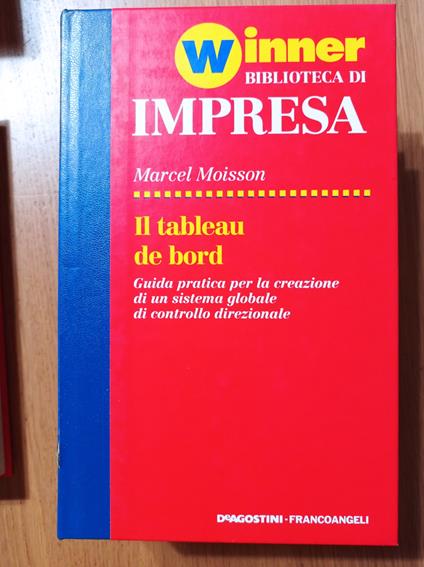 Winner
BIBLIOTECA DI
IMPRESA
Marcel Moisson
Il tableau
de bord
Guida pratica per la creazione
di un sistema globale
di controllo direzionale
DEAGOSTINI - FRANCOANGELI